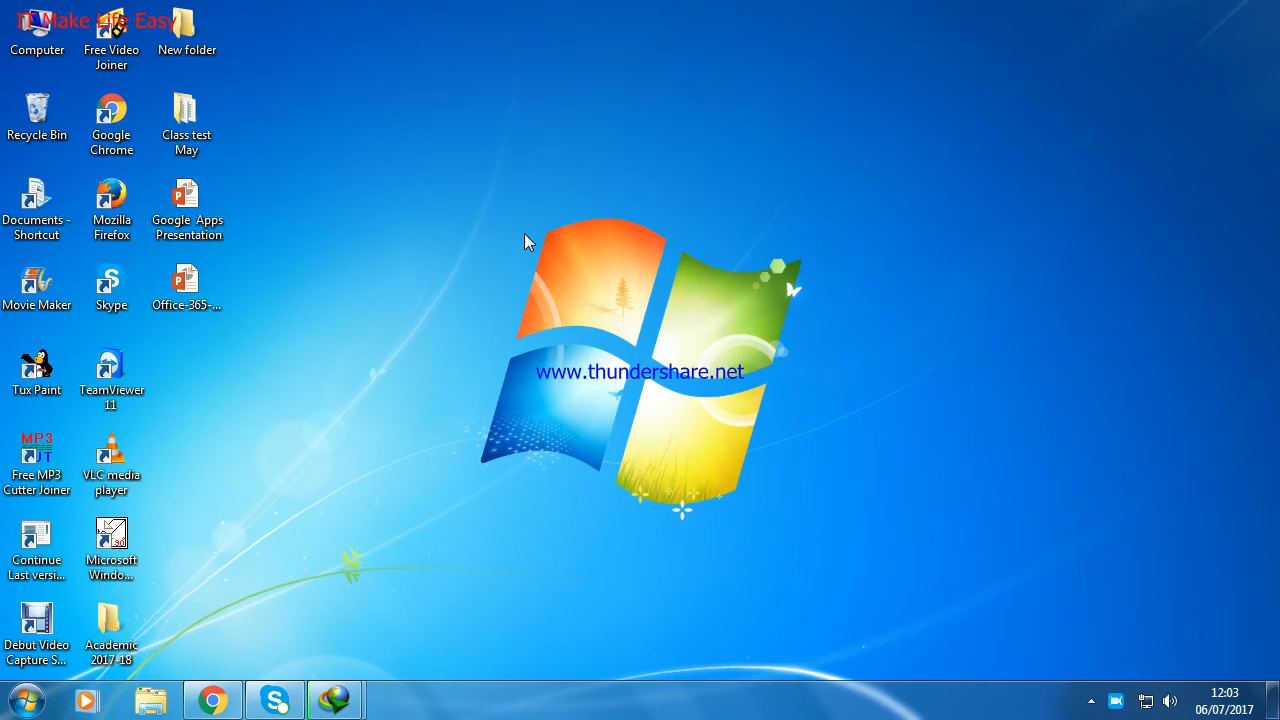 IT Make Life Easy
Computer
Free Video
Joiner
New folder
Recycle Bin
Google
Chrome
Class test
May
Documents -
Shortcut
Mozilla
Firefox
Google Apps
Presentation
Movie Maker
Skype
Office-365-...
www.thundershare.net
Tux Paint
TeamViewer
11
MP3
Free MP3
Cutter Joiner
VLC media
player
Continue
Last versi...
Microsoft
Windo...
Debut Video
Capture S...
Academic
2017-18
12:03
06/07/2017